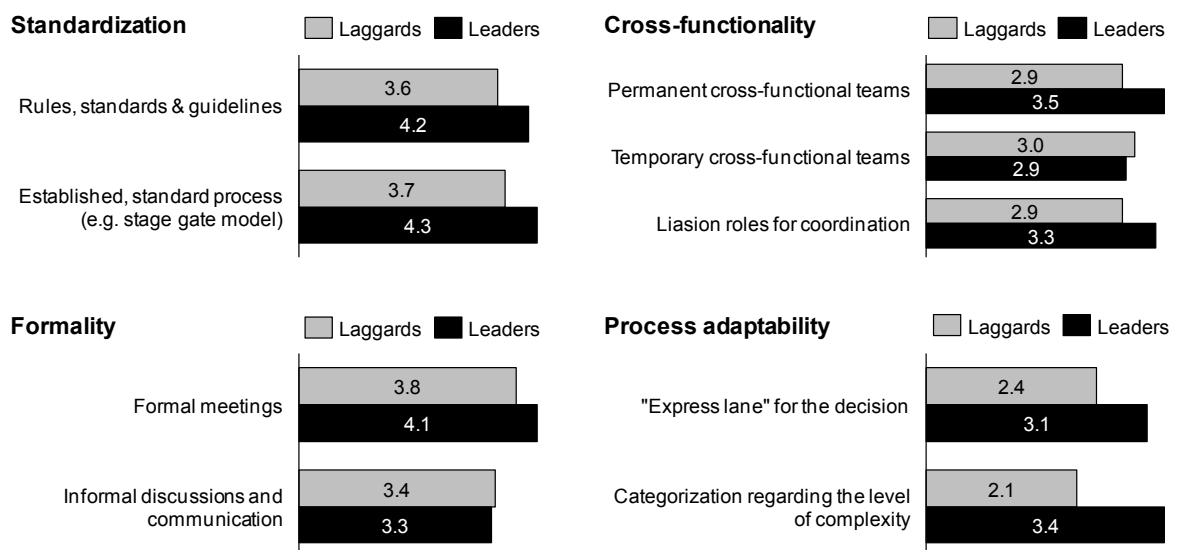 Standardization
Laggards Leaders
Rules, standards & guidelines
3.6
4.2
Established, standard process
(e.g. stage gate model)
3.7
4.3
Cross-functionality
Laggards Leaders
Permanent cross-functional teams
2.9
3.5
Temporary cross-functional teams
3.0
2.9
Liasion roles for coordination
2.9
3.3
Formality
Laggards Leaders
Formal meetings
3.8
4.1
Informal discussions and
communication
3.4
3.3
Process adaptability
Laggards Leaders
"Express lane" for the decision
2.4
3.1
Categorization regarding the level
of complexity
2.1
3.4